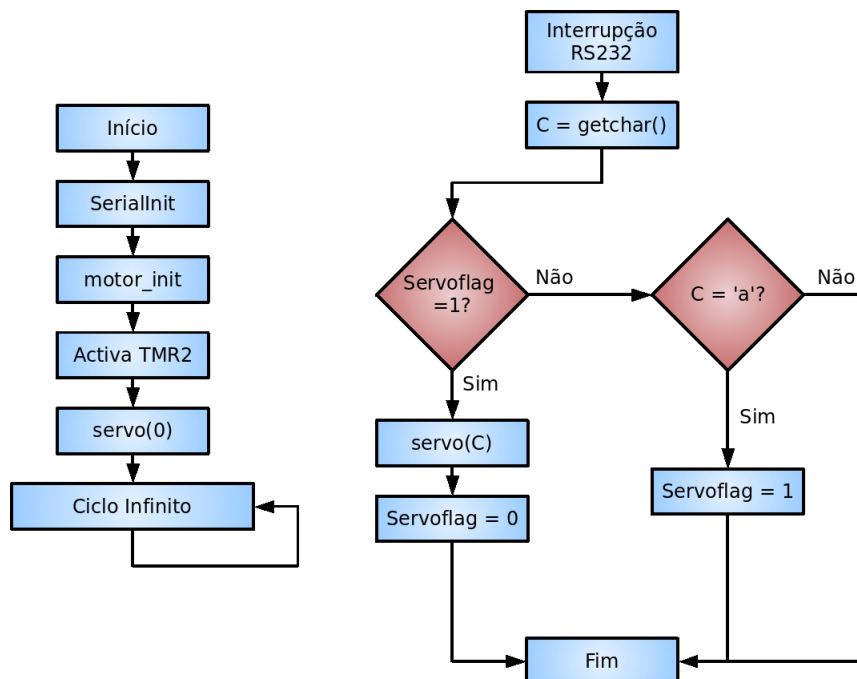 Início
SerialInit
motor_init
Activa TMR2
servo(0)
Ciclo Infinito
Interrupção
RS232
C = getchar()
Servoflag
=1?
Não
C = 'a'?
Não
Sim
Sim
servo(C)
Servoflag = 1
Servoflag = 0
Fim